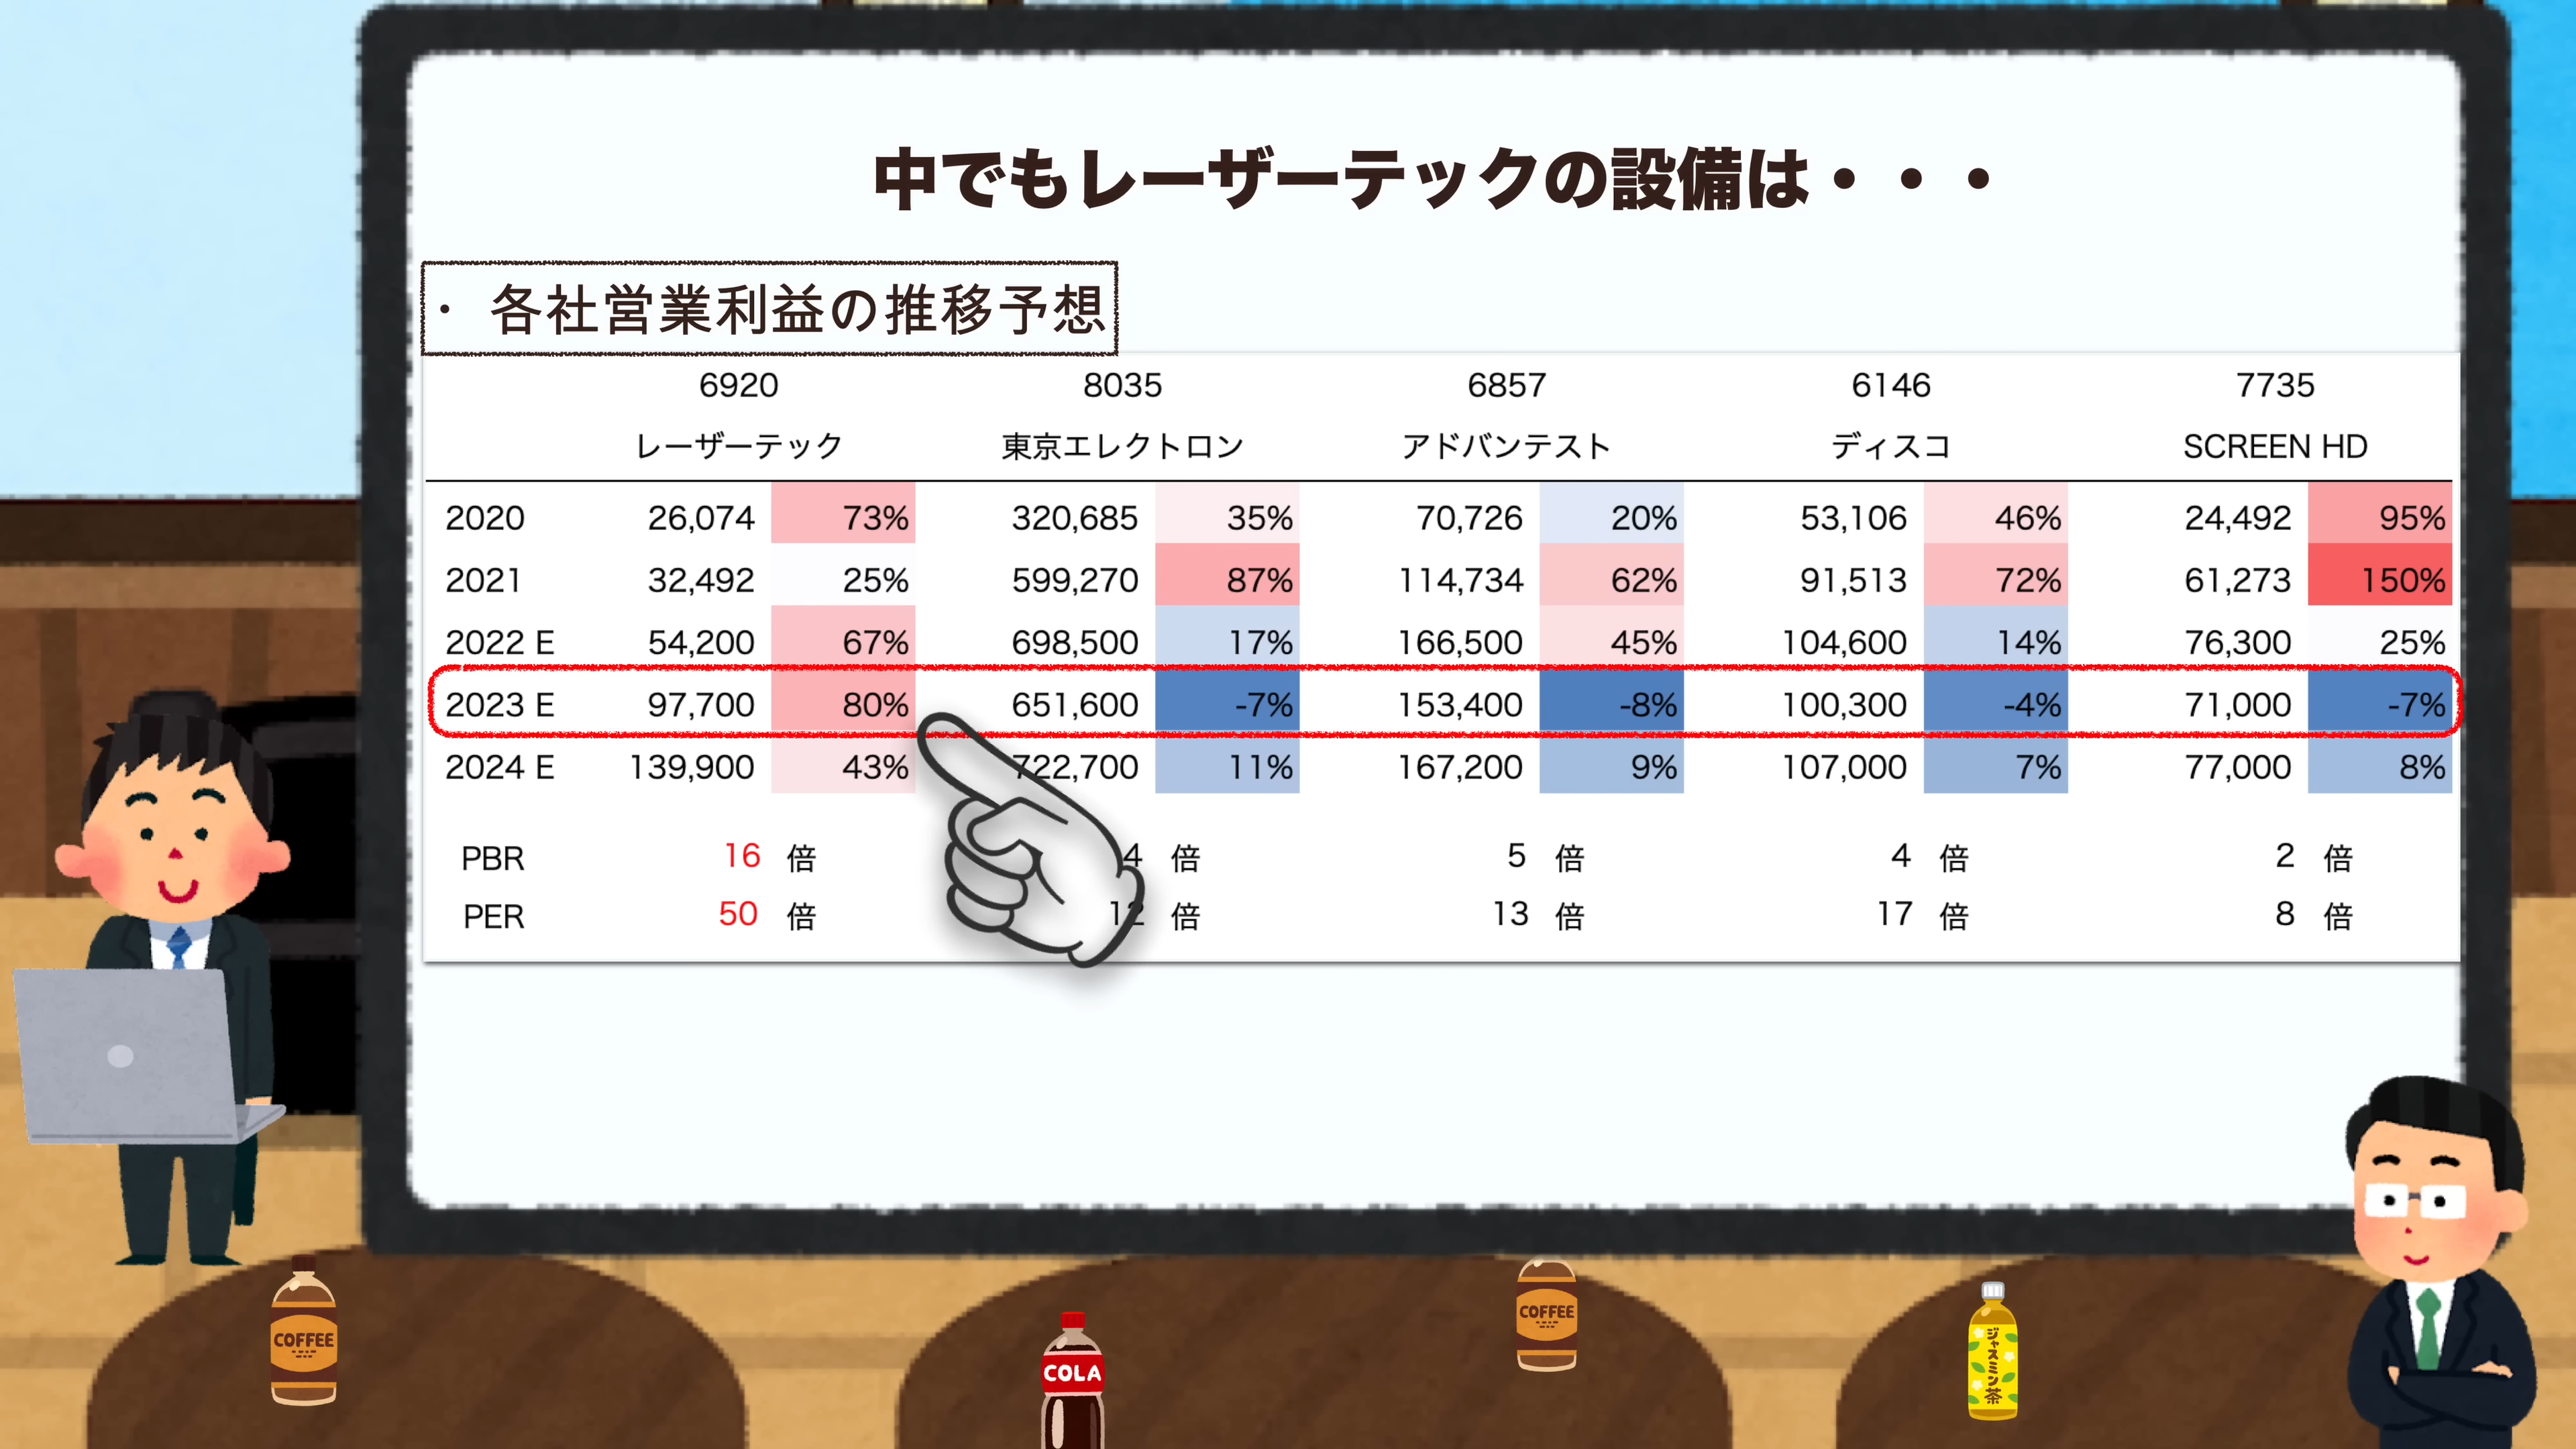 中でもレーザーテックの設備は・・・
・ 各社営業利益の推移予想
6920 8035 6857 6146 7735
レーザーテック 東京エレクトロン アドバンテスト ディスコ SCREEN HD
2020 26,074 73% 320,685 35% 70,726 20% 53,106 46% 24,492 95%
2021 32,492 25% 599,270 87% 114,734 62% 91,513 72% 61,273 150%
2022 E 54,200 67% 698,500 17% 166,500 45% 104,600 14% 76,300 25%
2023 E 97,700 80% 651,600 -7% 153,400 -8% 100,300 -4% 71,000 -7%
2024 E 139,900 43% 722,700 11% 167,200 9% 107,000 7% 77,000 8%
PBR 16 倍 4 倍 5 倍 4 倍 2 倍
PER 50 倍 12 倍 13 倍 17 倍 8 倍
COFFEE
COLA
COFFEE
ジャスミン茶